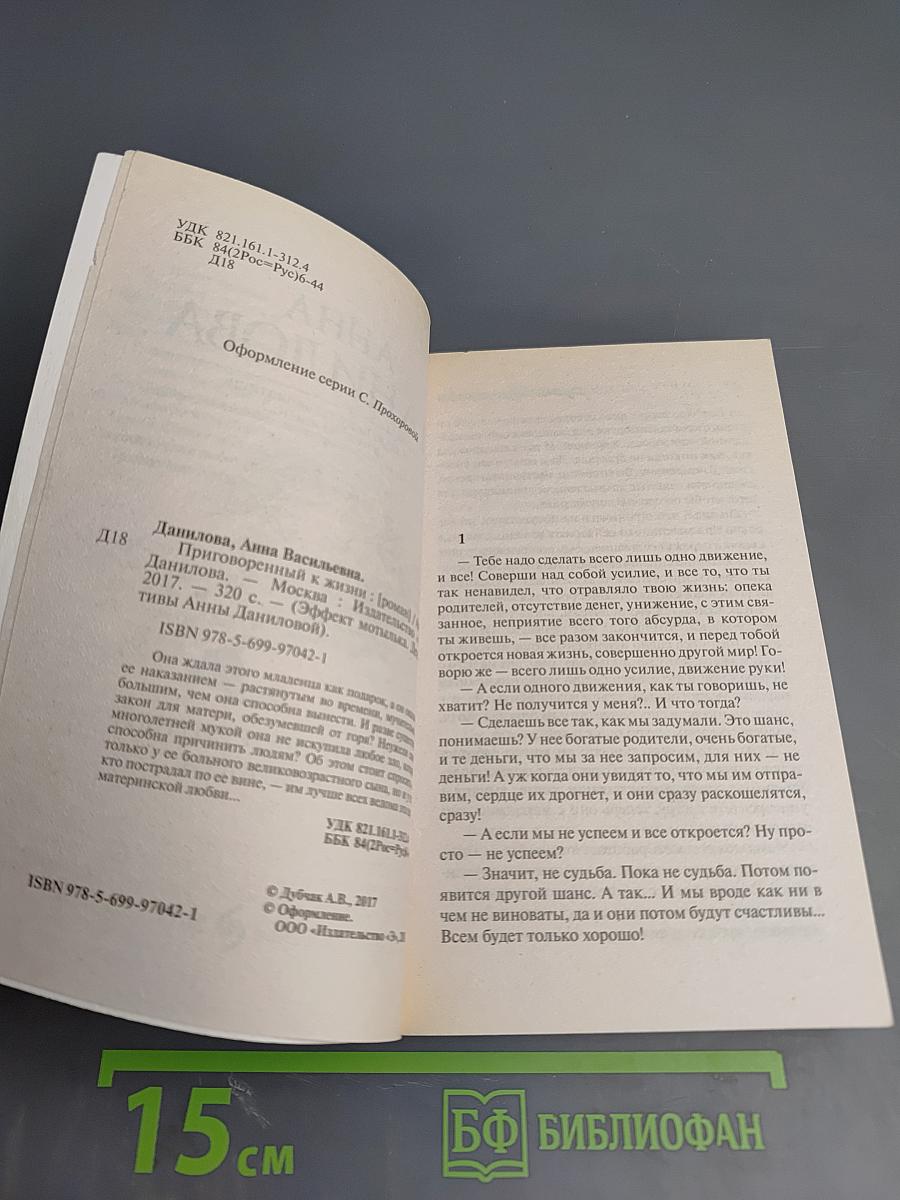 УДК 821.161.1-312.4
ББК 84(2Рос=Рус)6-44
Д18
Оформление серии С. Прохоровой
Данилова, Анна Васильевна.
Д18 Приговоренный к жизни : [роман] /
Данилова. — Москва : Издательство
2017. — 320 с. — (Эффект мотылька.
тивы Анны Даниловой).
ISBN 978-5-699-97042-1
Она ждала этого младенца как подарок, а он
ее наказанием — растянутым во времени,
большим, чем она способна вынести. И разве
закон для матери, обезумевшей от горя? Неужели
многолетней мукой она не искупила любое зло,
способна причинить людям? Об этом стоит
только у ее больного великовозрастного сына, но и у
кто пострадал по ее вине, — им лучше всех ведома
материнской любви...
УДК 821.161.1-312
ББК 84(2Рос=Рус)
© Дубчак А.В., 2017
© Оформление.
ISBN 978-5-699-97042-1 ООО «Издательство «Э»
1
— Тебе надо сделать всего лишь одно движение,
и все! Соверши над собой усилие, и все то, что ты
так ненавидел, что отравляло твою жизнь: опека
родителей, отсутствие денег, унижение, с этим свя-
занное, неприятие всего того абсурда, в котором
ты живешь, — все разом закончится, и перед тобой
откроется новая жизнь, совершенно другой мир! Го-
ворю же — всего лишь одно усилие, движение руки!
— А если одного движения, как ты говоришь, не
хватит? Не получится у меня?.. И что тогда?
— Сделаешь все так, как мы задумали. Это шанс,
понимаешь? У нее богатые родители, очень богатые,
и те деньги, что мы за нее запросим, для них — не
деньги! А уж когда они увидят то, что мы им отпра-
вим, сердце их дрогнет, и они сразу раскошелятся,
сразу!
— А если мы не успеем и все откроется? Ну про-
сто — не успеем?
— Значит, не судьба. Пока не судьба. Потом по-
явится другой шанс. А так... И мы вроде как ни в
чем не виноваты, да и они потом будут счастливы...
Всем будет только хорошо!
15 см
БФ БИБЛИОФАН